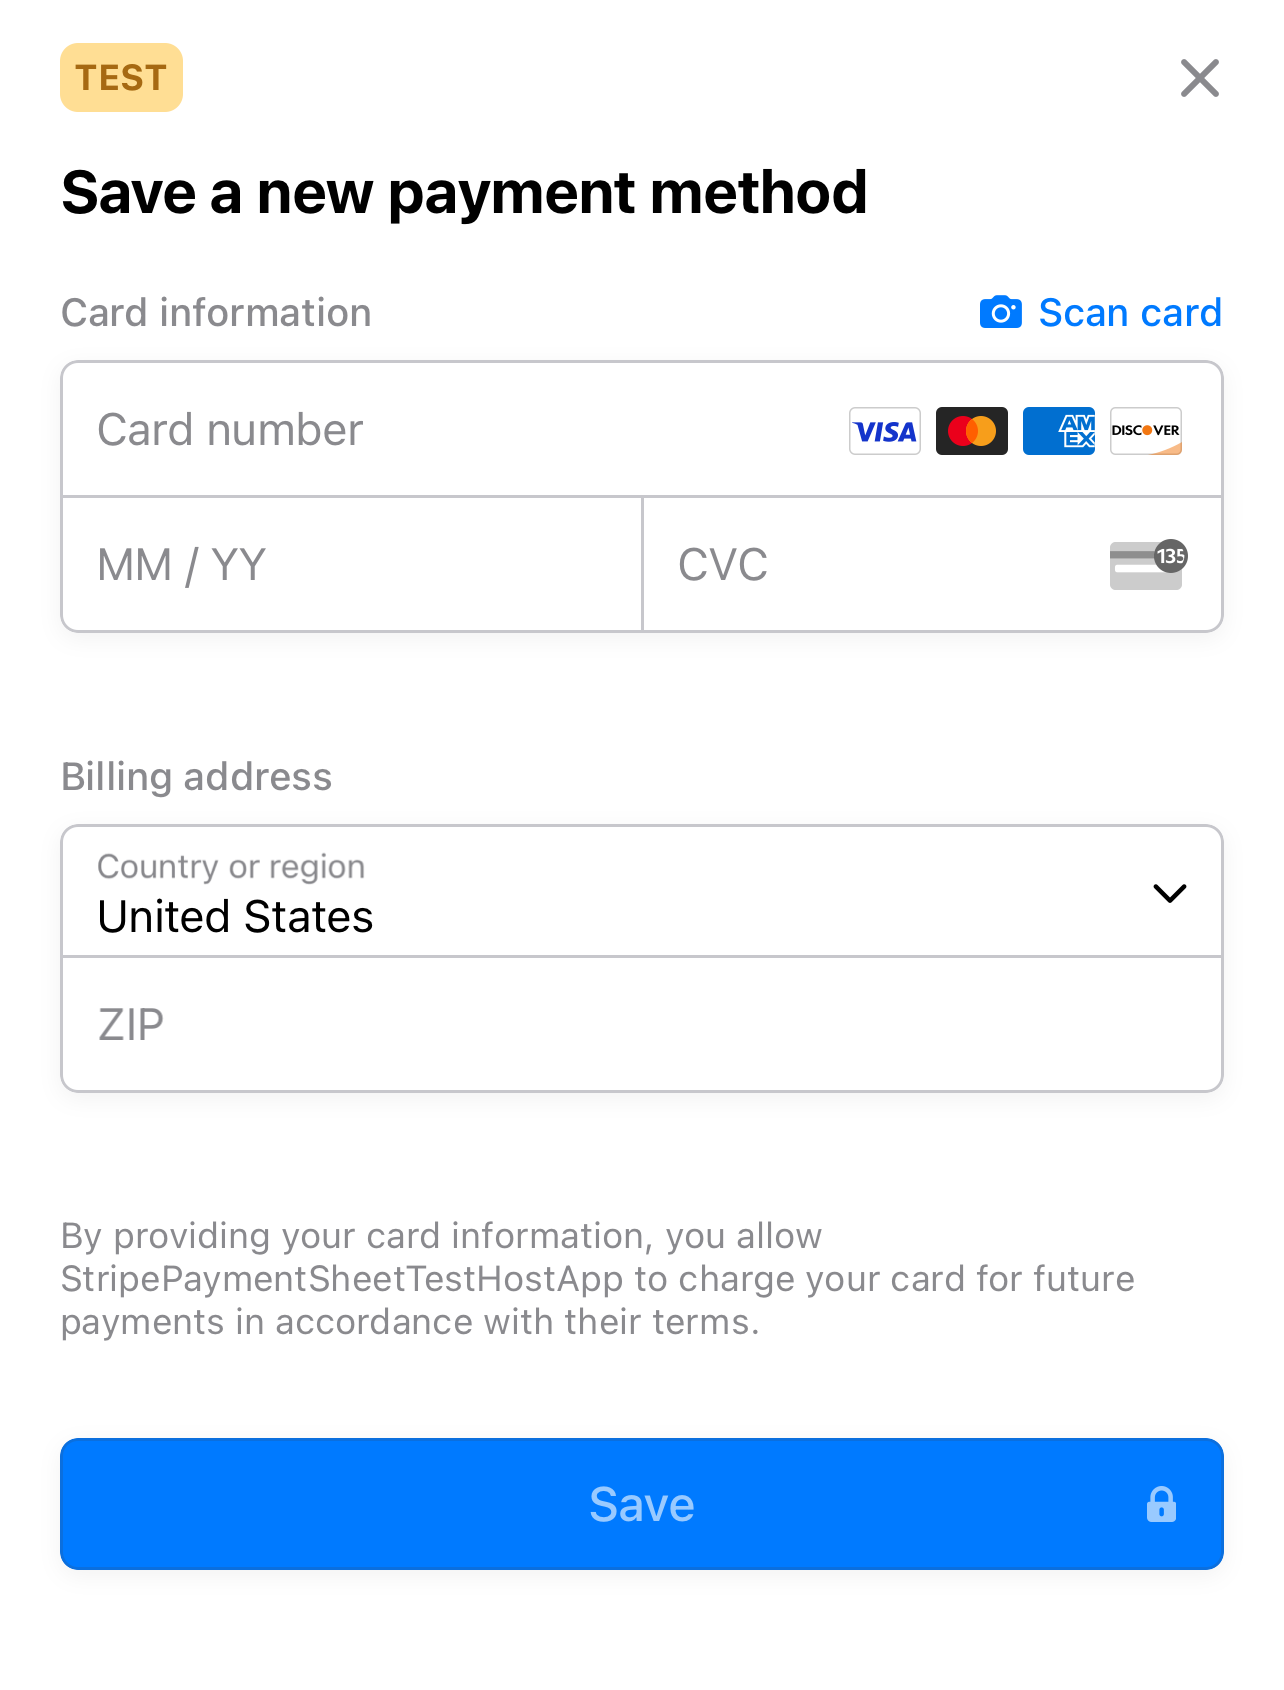 TEST
Save a new payment method
Card information
Scan card
Card number
VISA
AM
EX
DISCOVER
MM / YY
CVC
135
Billing address
Country or region
United States
ZIP
By providing your card information, you allow
StripePaymentSheetTestHostApp to charge your card for future
payments in accordance with their terms.
Save